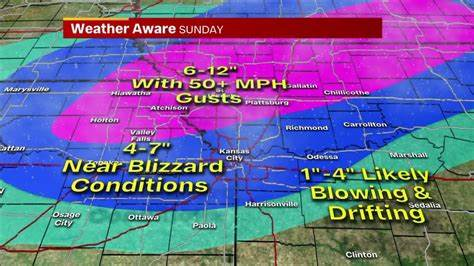 Weather Aware SUNDAY
6-12"
With 50+ MPH
Gusts
Marysville
Hiawatha
Atchison
Gallatin
Chillicothe
Plattsburg
Holton
Valley
Falls
Richmond
Carrollton
4-7"
Near Blizzard
Conditions
Kansas
City
Odessa
Marshall
1"-4" Likely
Blowing &
Drifting
Harrisonville
Sedalia
Osage
City
Ottawa
Paola
Clinton